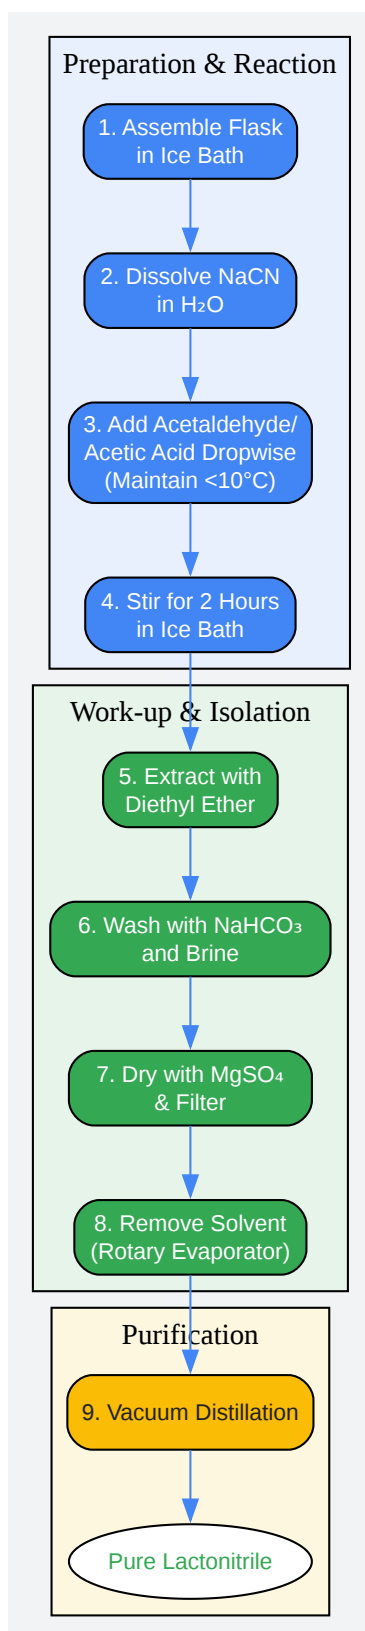 Preparation & Reaction
1. Assemble Flask
in Ice Bath
2. Dissolve NaCN
in H₂O
3. Add Acetaldehyde/
Acetic Acid Dropwise
(Maintain <10°C)
4. Stir for 2 Hours
in Ice Bath
Work-up & Isolation
5. Extract with
Diethyl Ether
6. Wash with NaHCO₃
and Brine
7. Dry with MgSO₄
& Filter
8. Remove Solvent
(Rotary Evaporator)
Purification
9. Vacuum Distillation
Pure Lactonitrile